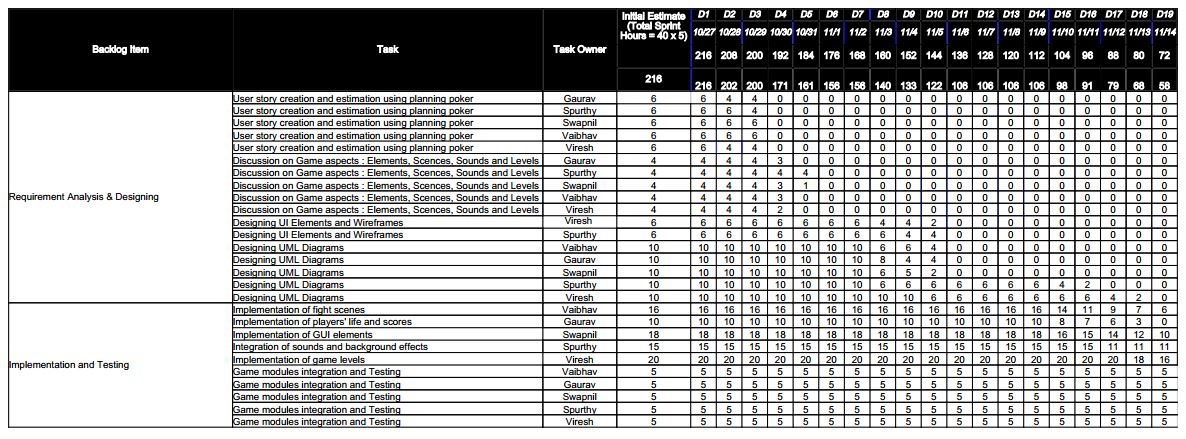 Initial Estimate D1 D2 D3 D4 D5 D6 D7 D8 D9 D10 D11 D12 D13 D14 D15 D16 D17 D18 D19
(Total Sprint 10/27 10/28 10/29 10/30 10/31 11/1 11/2 11/3 11/4 11/5 11/6 11/7 11/8 11/9 11/10 11/11 11/12 11/13 11/14
Hours = 40 x 5)
Backlog Item Task Task Owner 216 208 200 192 184 176 168 160 152 144 136 128 120 112 104 96 88 80 72
216 216 202 200 171 161 156 156 140 133 122 106 106 106 106 98 91 79 68 58
User story creation and estimation using planning poker Gaurav 6 6 4 4 0 0 0 0 0 0 0 0 0 0 0 0 0 0 0 0
User story creation and estimation using planning poker Spurthy 6 6 4 4 0 0 0 0 0 0 0 0 0 0 0 0 0 0 0 0
User story creation and estimation using planning poker Swapnil 6 6 6 6 0 0 0 0 0 0 0 0 0 0 0 0 0 0 0 0
User story creation and estimation using planning poker Vaibhav 6 6 6 6 0 0 0 0 0 0 0 0 0 0 0 0 0 0 0 0
User story creation and estimation using planning poker Viresh 6 6 4 4 0 0 0 0 0 0 0 0 0 0 0 0 0 0 0 0
Discussion on Game aspects : Elements, Scences, Sounds and Levels Gaurav 4 4 4 4 3 0 0 0 0 0 0 0 0 0 0 0 0 0 0 0
Discussion on Game aspects : Elements, Scences, Sounds and Levels Spurthy 4 4 4 4 4 4 0 0 0 0 0 0 0 0 0 0 0 0 0 0
Discussion on Game aspects : Elements, Scences, Sounds and Levels Swapnil 4 4 4 4 3 1 0 0 0 0 0 0 0 0 0 0 0 0 0 0
Requirement Analysis & Designing Discussion on Game aspects : Elements, Scences, Sounds and Levels Vaibhav 4 4 4 4 3 0 0 0 0 0 0 0 0 0 0 0 0 0 0 0
Discussion on Game aspects : Elements, Scences, Sounds and Levels Viresh 4 4 4 4 2 0 0 0 0 0 0 0 0 0 0 0 0 0 0 0
Designing UI Elements and Wireframes Viresh 6 6 6 6 6 6 6 6 4 4 2 0 0 0 0 0 0 0 0 0
Designing UI Elements and Wireframes Spurthy 6 6 6 6 6 6 6 6 6 4 4 0 0 0 0 0 0 0 0 0
Designing UML Diagrams Vaibhav 10 10 10 10 10 10 10 10 6 6 4 0 0 0 0 0 0 0 0 0
Designing UML Diagrams Gaurav 10 10 10 10 10 10 10 10 8 4 4 0 0 0 0 0 0 0 0 0
Designing UML Diagrams Swapnil 10 10 10 10 10 10 10 10 6 5 2 0 0 0 0 0 0 0 0 0
Designing UML Diagrams Spurthy 10 10 10 10 10 10 10 10 6 6 6 6 6 6 6 4 2 0 0 0
Designing UML Diagrams Viresh 10 10 10 10 10 10 10 10 10 10 6 6 6 6 6 6 6 4 2 0
Implementation of fight scenes Vaibhav 16 16 16 16 16 16 16 16 16 16 16 16 16 16 16 14 11 9 7 6
Implementation of players' life and scores Gaurav 10 10 10 10 10 10 10 10 10 10 10 10 10 10 10 8 7 6 3 0
Implementation of GUI elements Swapnil 18 18 18 18 18 18 18 18 18 18 18 18 18 18 18 16 15 14 12 10
Integration of sounds and background effects Spurthy 15 15 15 15 15 15 15 15 15 15 15 15 15 15 15 15 15 11 11 11
Implementation and Testing Implementation of game levels Viresh 20 20 20 20 20 20 20 20 20 20 20 20 20 20 20 20 20 20 18 16
Game modules integration and Testing Vaibhav 5 5 5 5 5 5 5 5 5 5 5 5 5 5 5 5 5 5 5 5
Game modules integration and Testing Gaurav 5 5 5 5 5 5 5 5 5 5 5 5 5 5 5 5 5 5 5 5
Game modules integration and Testing Swapnil 5 5 5 5 5 5 5 5 5 5 5 5 5 5 5 5 5 5 5 5
Game modules integration and Testing Spurthy 5 5 5 5 5 5 5 5 5 5 5 5 5 5 5 5 5 5 5 5
Game modules integration and Testing Viresh 5 5 5 5 5 5 5 5 5 5 5 5 5 5 5 5 5 5 5 5